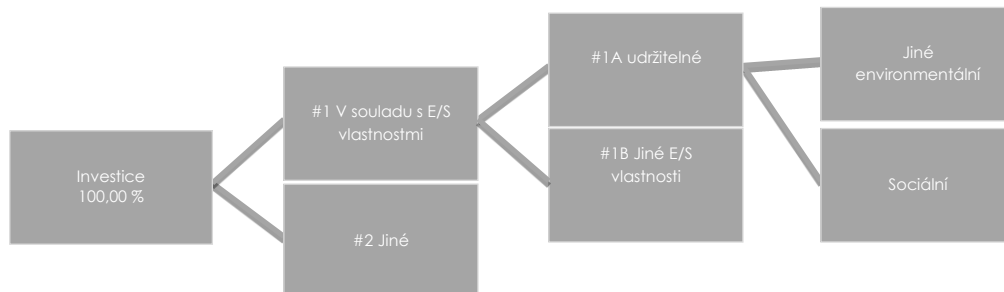 Investice
100,00 %
#1 V souladu s E/S
vlastnostmi
#2 Jiné
#1A udržitelné
#1B Jiné E/S
vlastnosti
Jiné
environmentální
Sociální